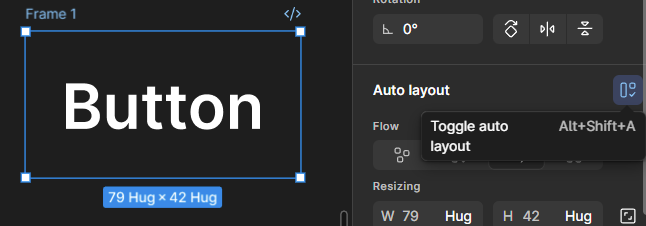 Frame 1
</>
Button
79 Hug × 42 Hug
Rotation
0°
Auto layout
Flow
Toggle auto layout Alt+Shift+A
Resizing
W 79 Hug H 42 Hug